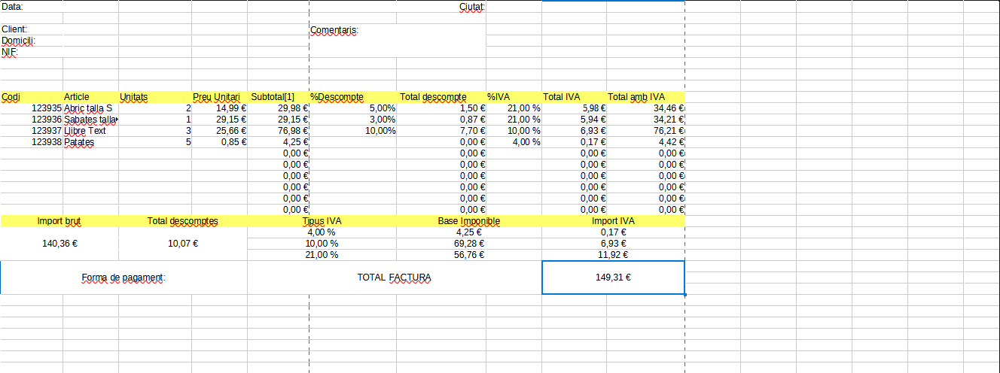 Data: Ciutat:
Client: Comentaris:
Domicili:
NIF:
Codi Article Unitats Preu Unitari Subtotal[1] %Descompte Total descompte %IVA Total IVA Total amb IVA
123935 Abric talla S 2 14,99 € 29,98 € 5,00% 1,50 € 21,00 % 5,98 € 34,46 €
123936 Sabates talla 1 29,15 € 29,15 € 3,00% 0,87 € 21,00 % 5,94 € 34,21 €
123937 Llibre Text 3 25,66 € 76,98 € 10,00% 7,70 € 10,00 % 6,93 € 76,21 €
123938 Patates 5 0,85 € 4,25 € 0,00 € 4,00 % 0,17 € 4,42 €
0,00 € 0,00 € 0,00 € 0,00 €
0,00 € 0,00 € 0,00 € 0,00 €
0,00 € 0,00 € 0,00 € 0,00 €
0,00 € 0,00 € 0,00 € 0,00 €
0,00 € 0,00 € 0,00 € 0,00 €
0,00 € 0,00 € 0,00 € 0,00 €
Import brut Total descomptes Tipus IVA Base Imponible Import IVA
4,00 % 4,25 € 0,17 €
140,36 € 10,07 € 10,00 % 69,28 € 6,93 €
21,00 % 56,76 € 11,92 €
Forma de pagament: TOTAL FACTURA 149,31 €